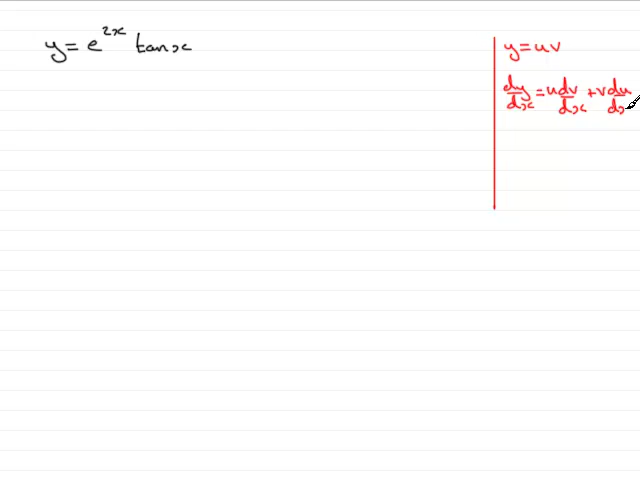 y = e^{2x} tan x
y = uv
dy/dx = u dv/dx + v du/dx